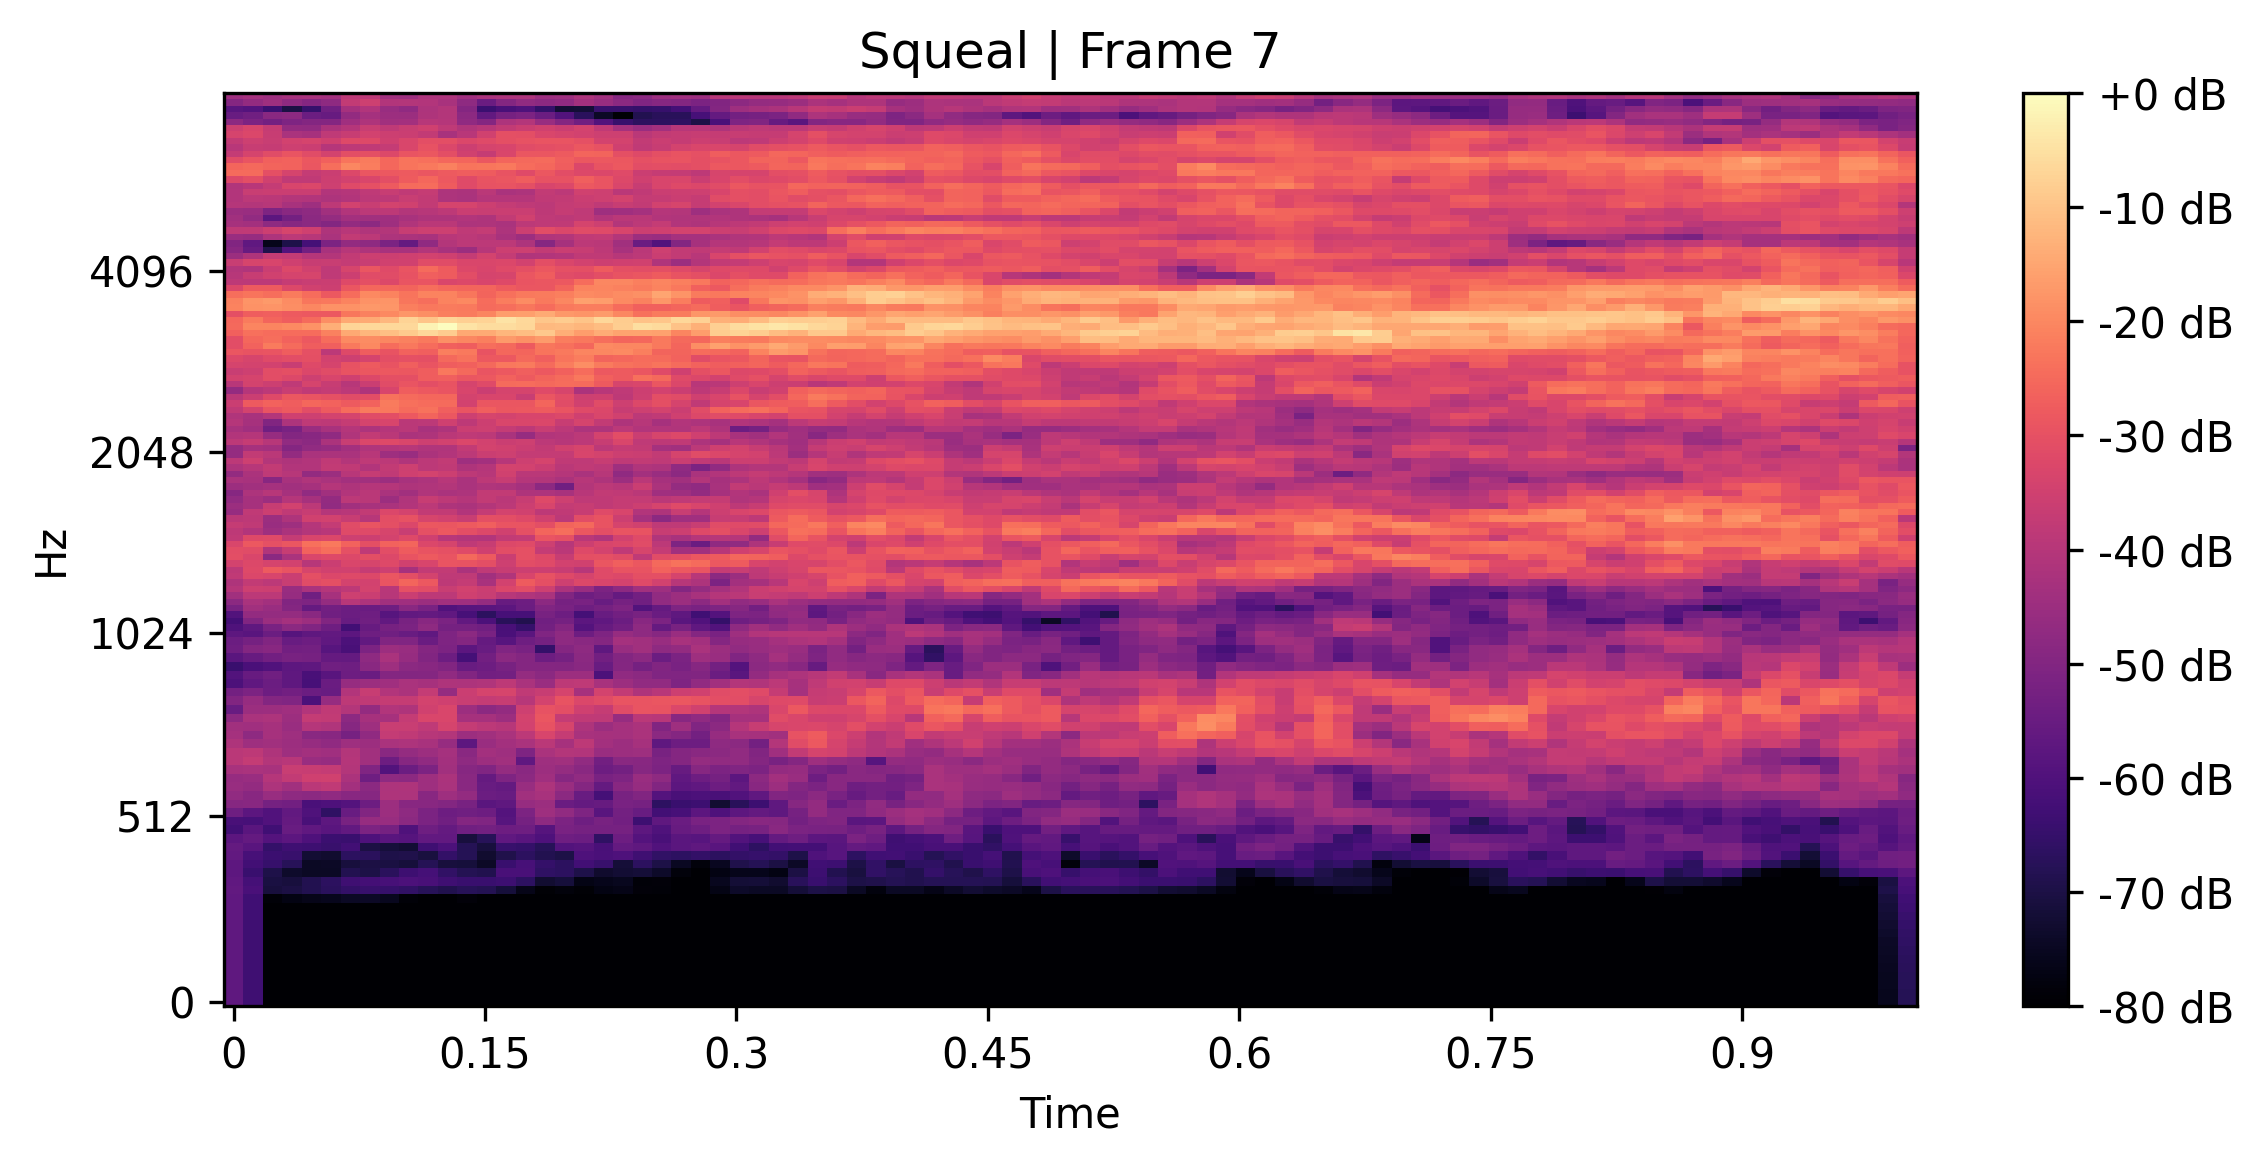 Squeal | Frame 7
+0 dB
-10 dB
-20 dB
-30 dB
-40 dB
-50 dB
-60 dB
-70 dB
-80 dB
Hz
4096
2048
1024
512
0
0 0.15 0.3 0.45 0.6 0.75 0.9
Time